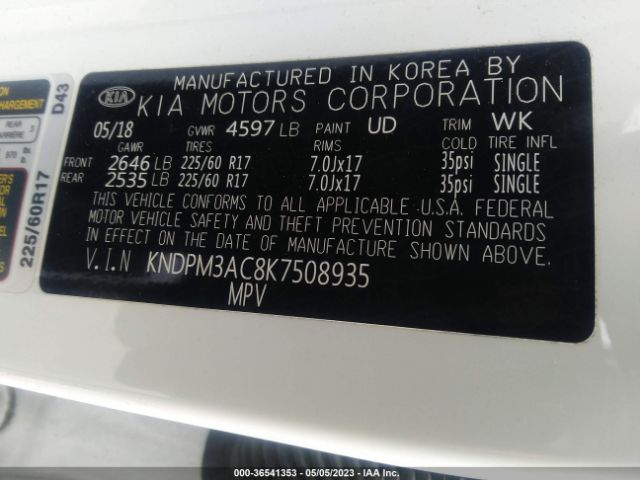 MANUFACTURED IN KOREA BY
KIA KIA MOTORS CORPORATION
05/18 GVWR 4597 LB PAINT UD TRIM WK
GAWR TIRES RIMS COLD TIRE INFL
FRONT 2646 LB 225/60 R17 7.0Jx17 35psi SINGLE
REAR 2535 LB 225/60 R17 7.0Jx17 35psi SINGLE
THIS VEHICLE CONFORMS TO ALL APPLICABLE U.S.A. FEDERAL
MOTOR VEHICLE SAFETY AND THEFT PREVENTION STANDARDS
IN EFFECT ON THE DATE OF MANUFACTURE SHOWN ABOVE.
V.I.N KNDPM3AC8K7508935
MPV
D43
225/60R17
REAR
3
970
000-36541353 - 05/05/2023 - IAA Inc.